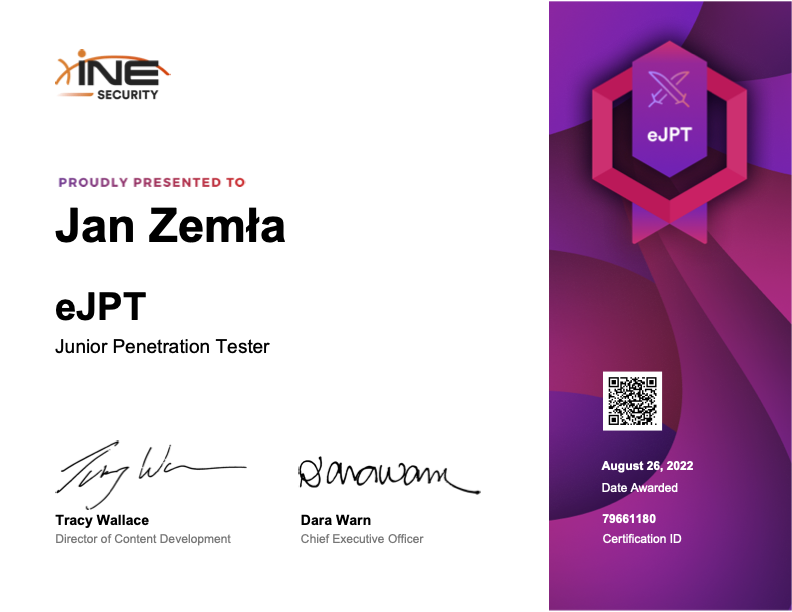 iNE
SECURITY
PROUDLY PRESENTED TO
Jan Zemła
eJPT
Junior Penetration Tester
Tracy Wallace
Director of Content Development
Dara Warn
Chief Executive Officer
eJPT
August 26, 2022
Date Awarded
79661180
Certification ID